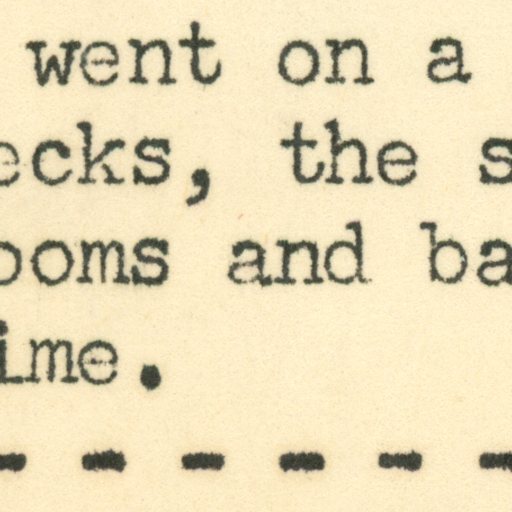 went on a
ecks, the s
ooms and ba
ime.
- - - - - -